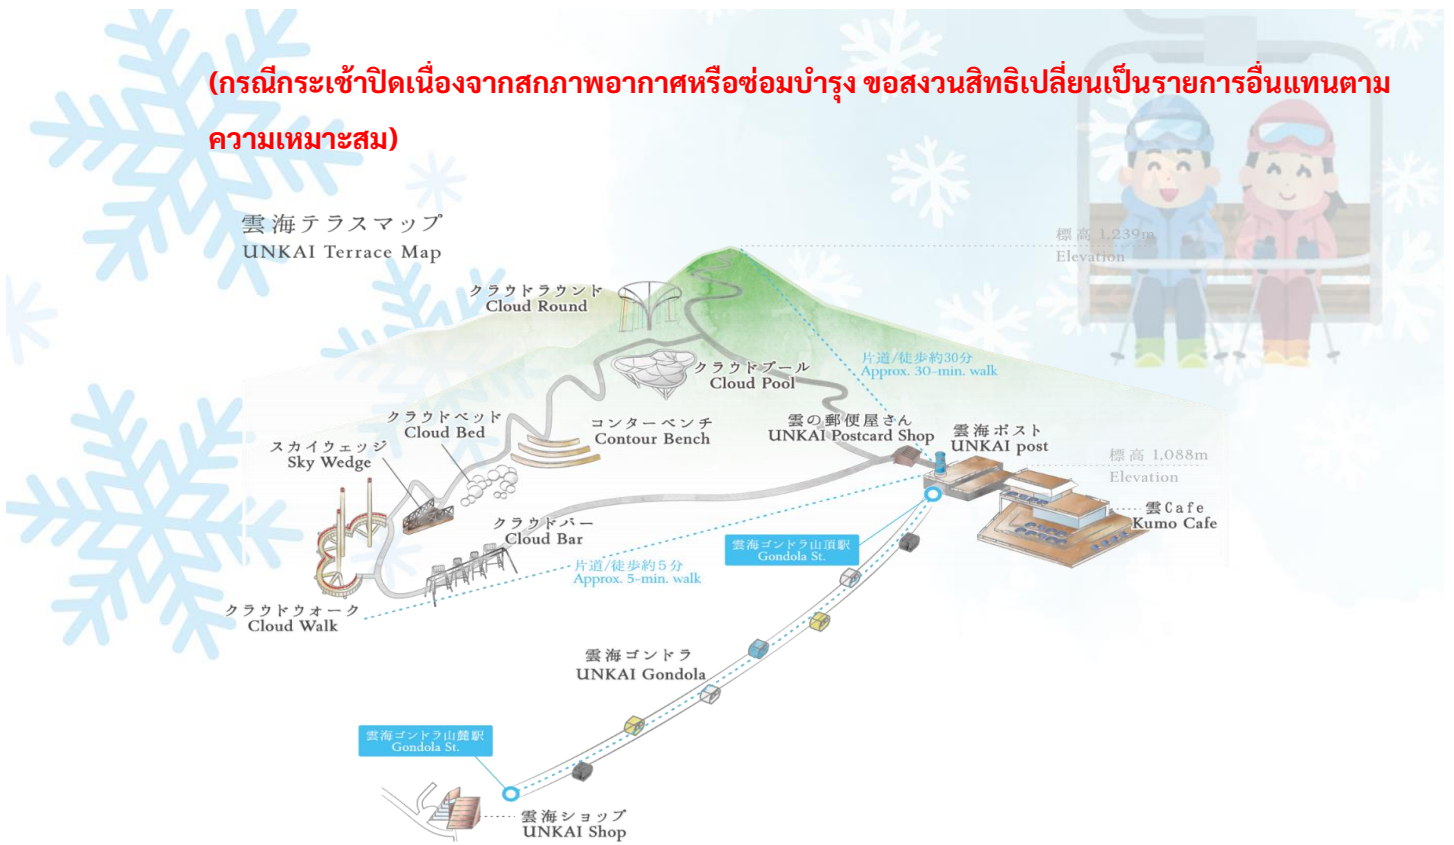 (กรณีกระเช้าปิดเนื่องจากสภาพอากาศหรือซ่อมบำรุง ขอสงวนสิทธิเปลี่ยนเป็นรายการอื่นแทนตาม
ความเหมาะสม)
雲海テラスマップ
UNKAI Terrace Map
標高 1,239m
Elevation
クラウドラウンド
Cloud Round
片道/徒歩約30分
Approx. 30-min. walk
クラウドプール
Cloud Pool
クラウドベッド
Cloud Bed
コンターベンチ
Contour Bench
雲の郵便屋さん
UNKAI Postcard Shop
雲海ポスト
UNKAI post
スカイウェッジ
Sky Wedge
標高 1,088m
Elevation
雲Cafe
Kumo Cafe
クラウドバー
Cloud Bar
雲海ゴンドラ山頂駅
Gondola St.
片道/徒歩約5分
Approx. 5-min. walk
クラウドウォーク
Cloud Walk
雲海ゴンドラ
UNKAI Gondola
雲海ゴンドラ山麓駅
Gondola St.
雲海ショップ
UNKAI Shop